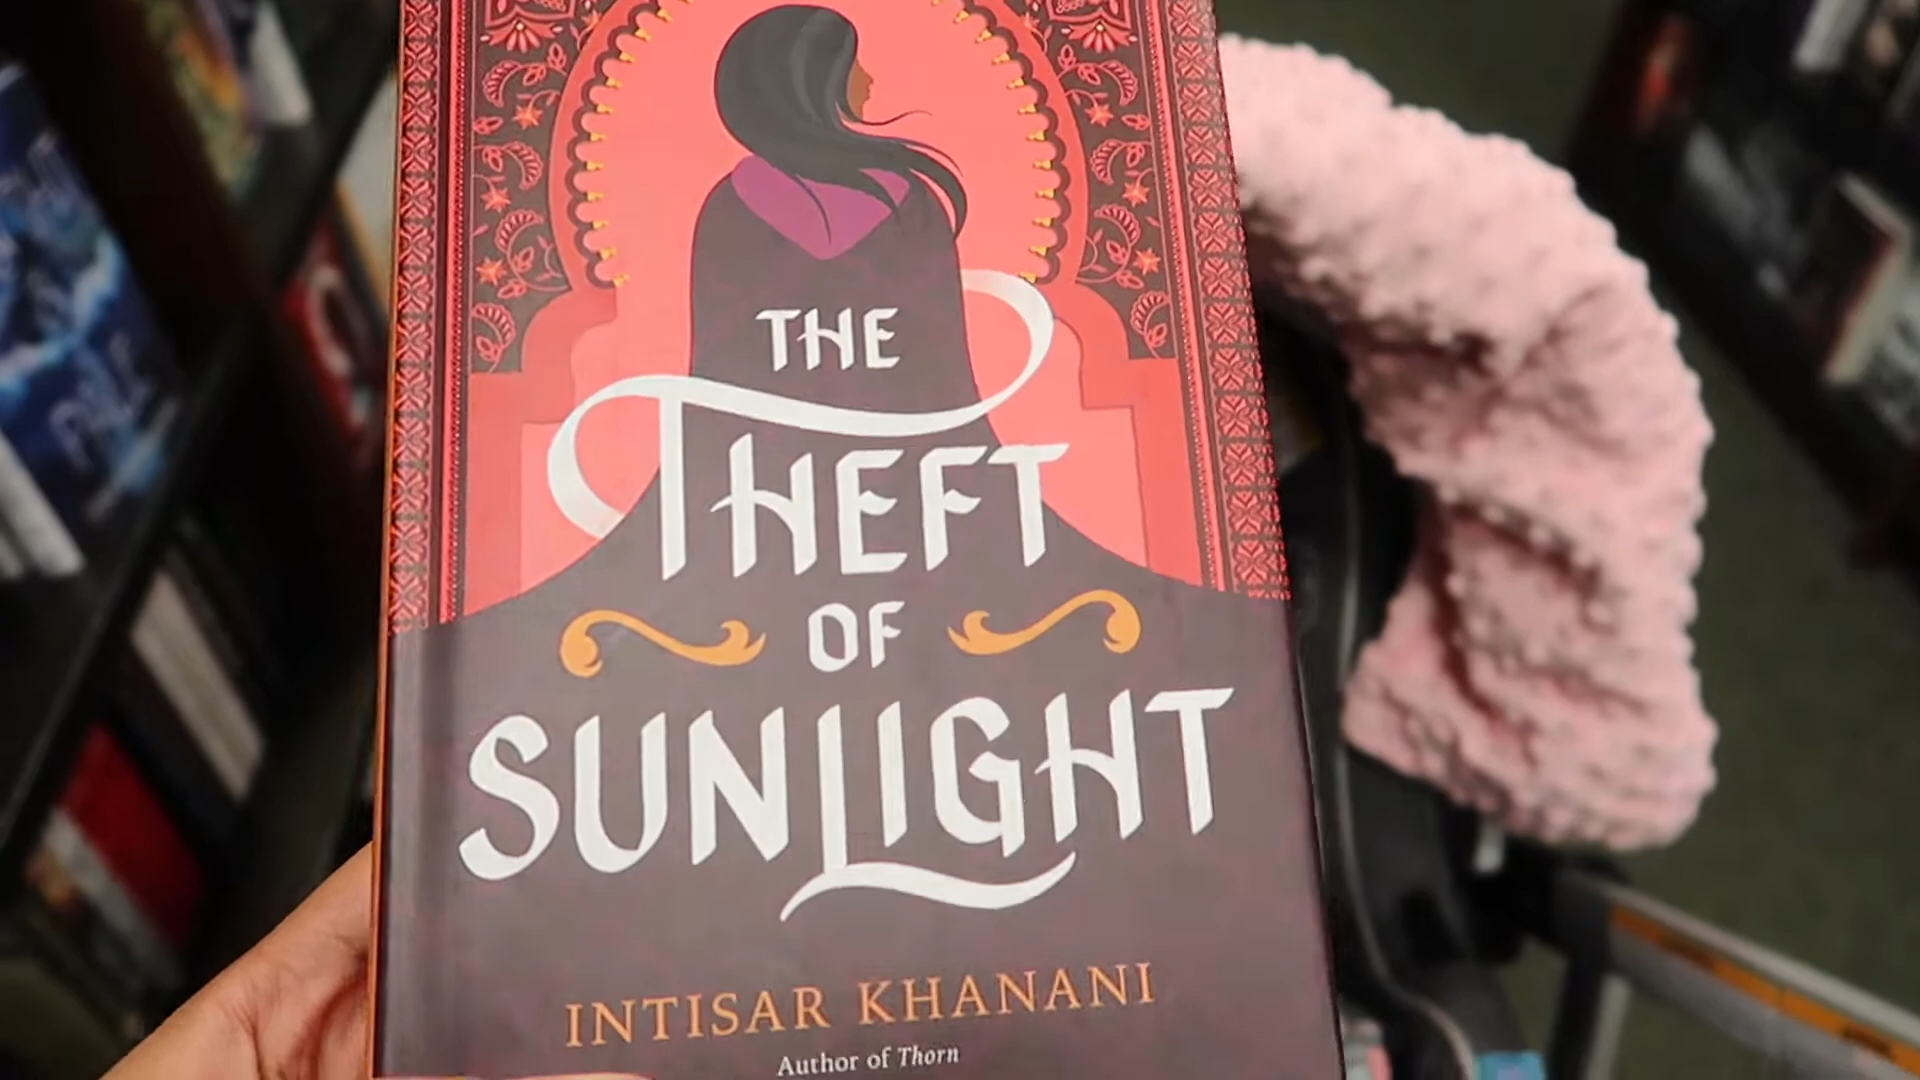 THE
THEFT
OF
SUNLIGHT
INTISAR KHANANI
Author of Thorn